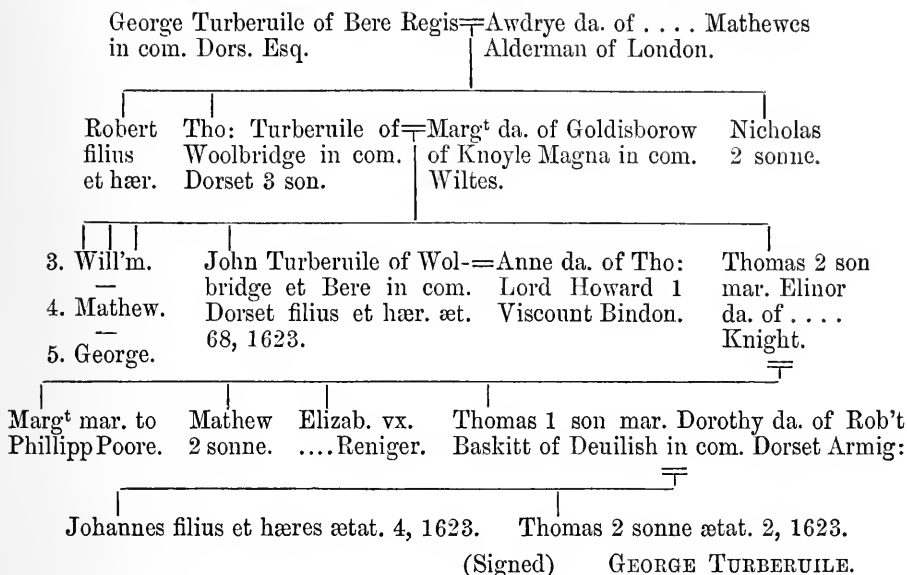 George Turberuile of Bere Regis=Awdrye da. of . . . . Mathewes
in com. Dors. Esq. Alderman of London.
Robert Tho: Turberuile of=Margᵗ da. of Goldisborow Nicholas
filius Woolbridge in com. of Knoyle Magna in com. 2 sonne.
et hær. Dorset 3 son. Wiltes.
3. Will'm. John Turberuile of Wol-=Anne da. of Tho: Thomas 2 son
bridge et Bere in com. Lord Howard 1 mar. Elinor
4. Mathew. Dorset filius et hær. æt. Viscount Bindon. da. of . . . .
68, 1623. Knight.
5. George.
Margᵗ mar. to Mathew Elizab. vx. Thomas 1 son mar. Dorothy da. of Rob't
Phillipp Poore. 2 sonne. ....Reniger. Baskitt of Deuilish in com. Dorset Armig:
Johannes filius et hæres ætat. 4, 1623. Thomas 2 sonne ætat. 2, 1623.
(Signed) GEORGE TURBERUILE.